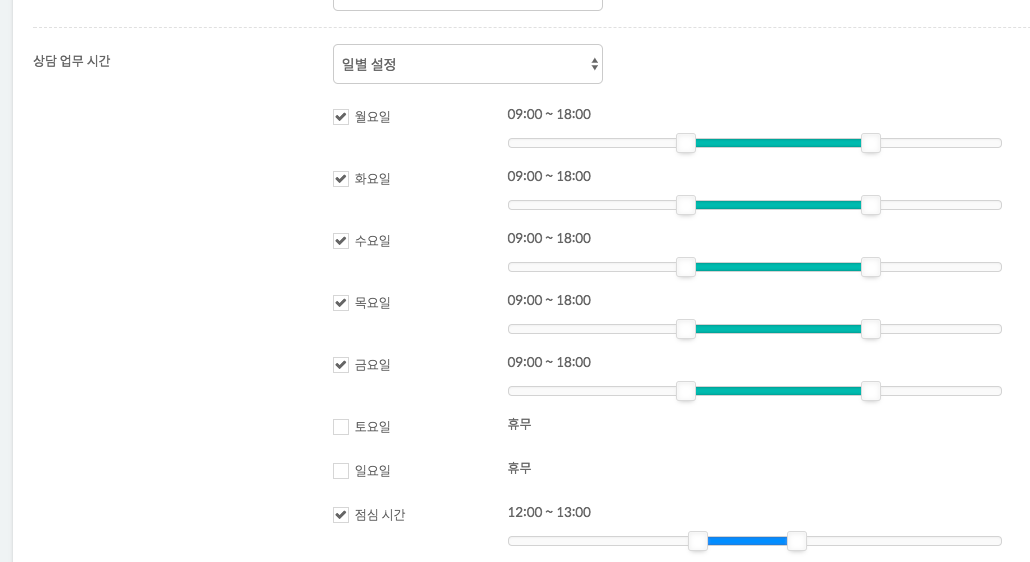 상담 업무 시간 일별 설정
월요일 09:00 ~ 18:00
화요일 09:00 ~ 18:00
수요일 09:00 ~ 18:00
목요일 09:00 ~ 18:00
금요일 09:00 ~ 18:00
토요일 휴무
일요일 휴무
점심 시간 12:00 ~ 13:00